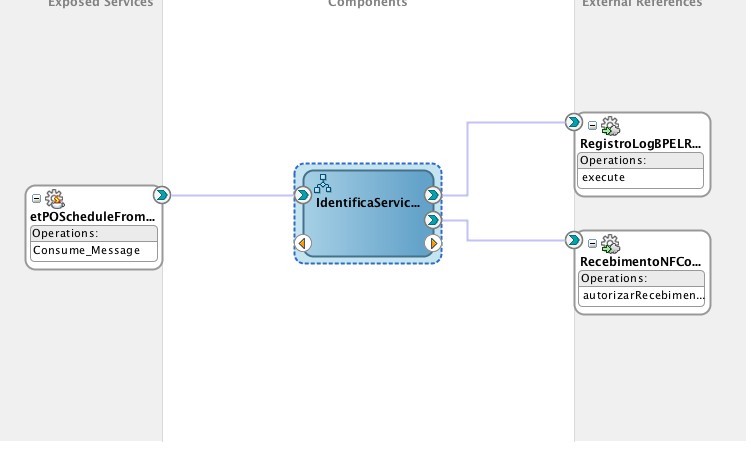 Exposed Services
Components
External References
etPOScheduleFrom...
Operations:
Consume_Message
IdentificaServic...
RegistroLogBPELR...
Operations:
execute
RecebimentoNFCo...
Operations:
autorizarRecebimen...